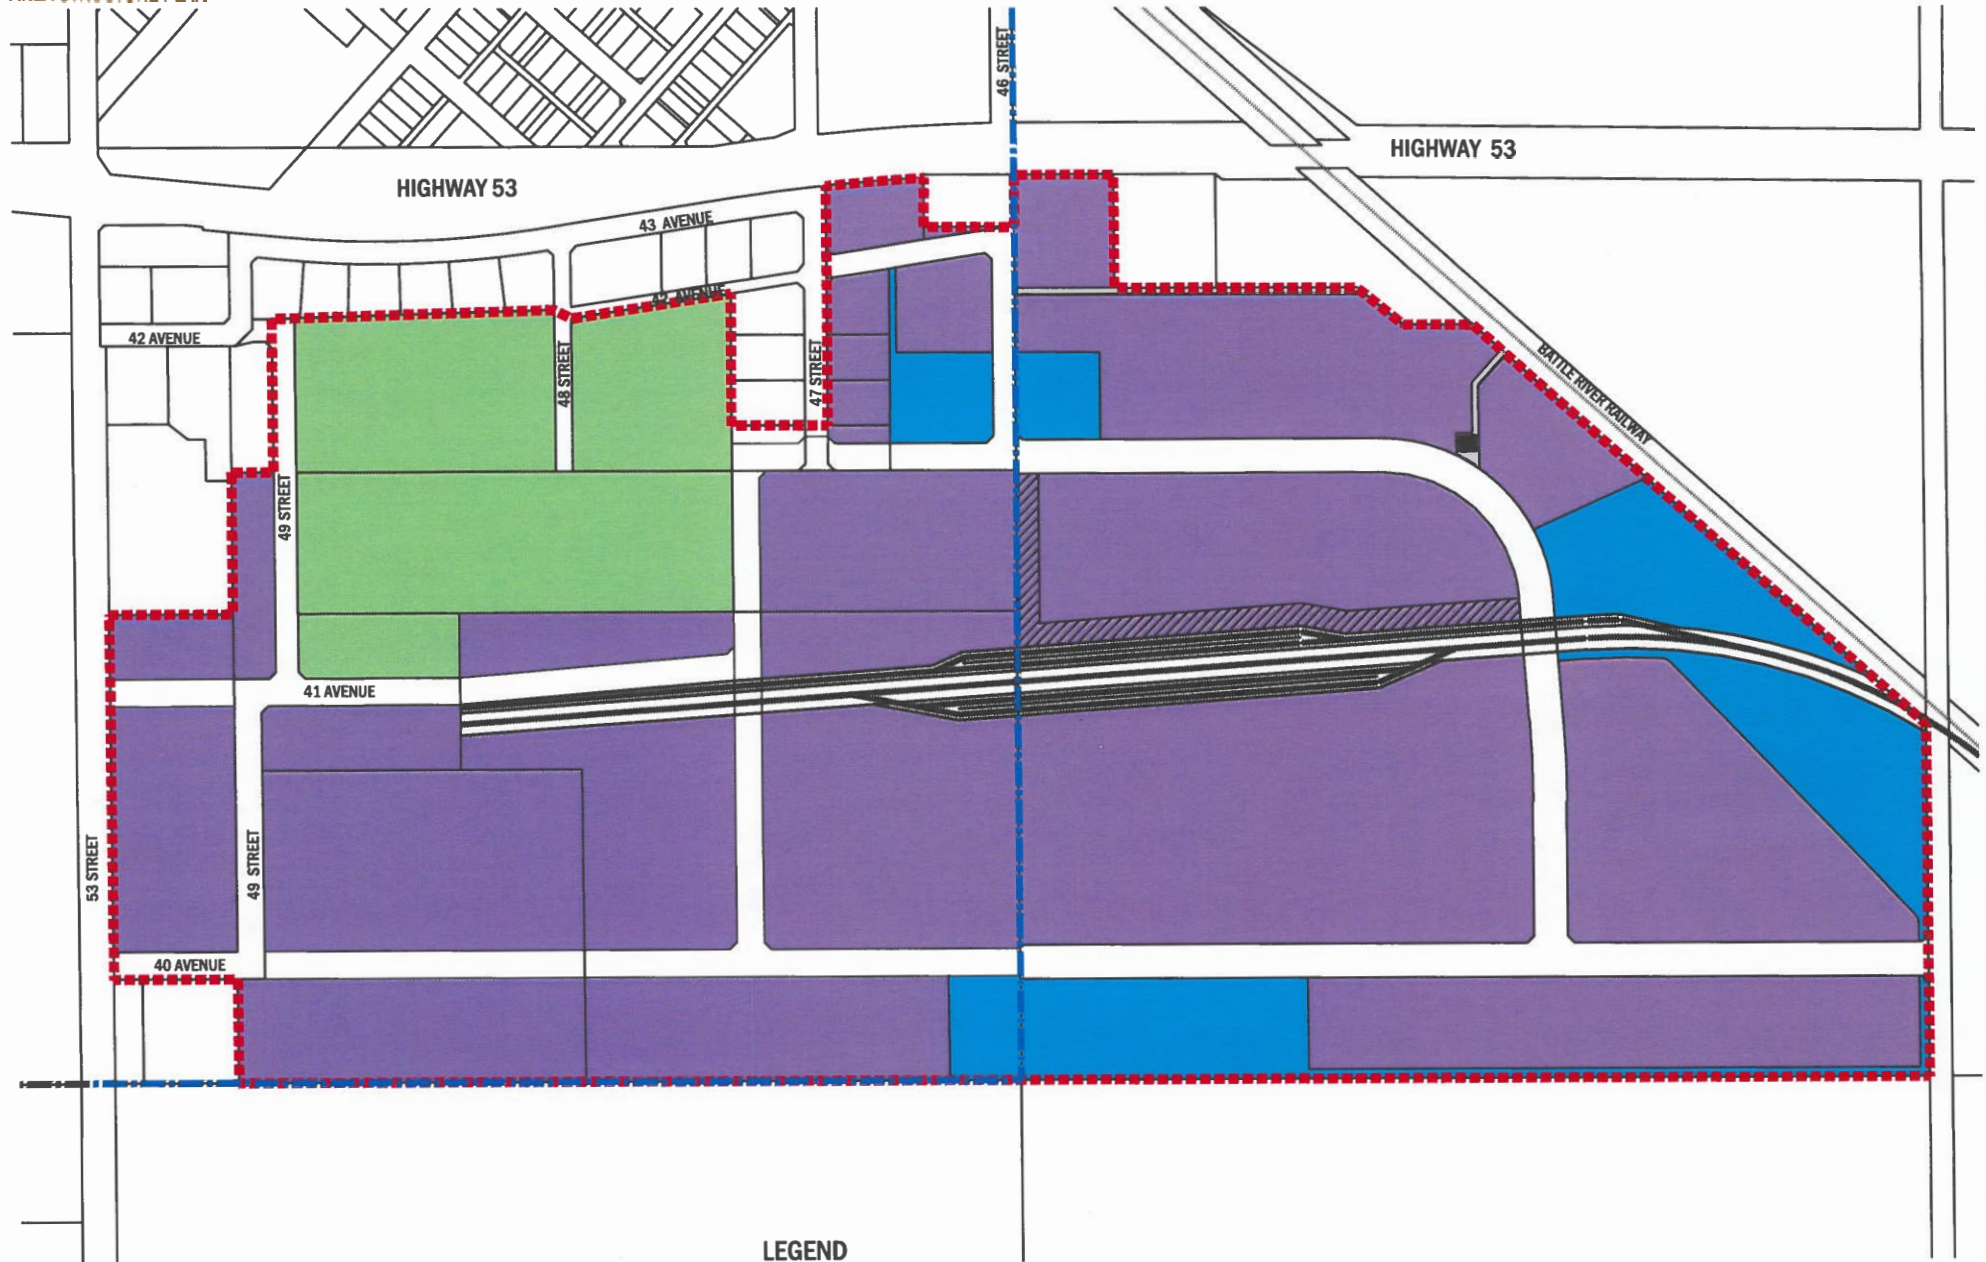 46 STREET
HIGHWAY 53
HIGHWAY 53
43 AVENUE
42 AVENUE
42 AVENUE
48 STREET
47 STREET
BATTLE RIVER RAILWAY
49 STREET
41 AVENUE
53 STREET
49 STREET
40 AVENUE
LEGEND